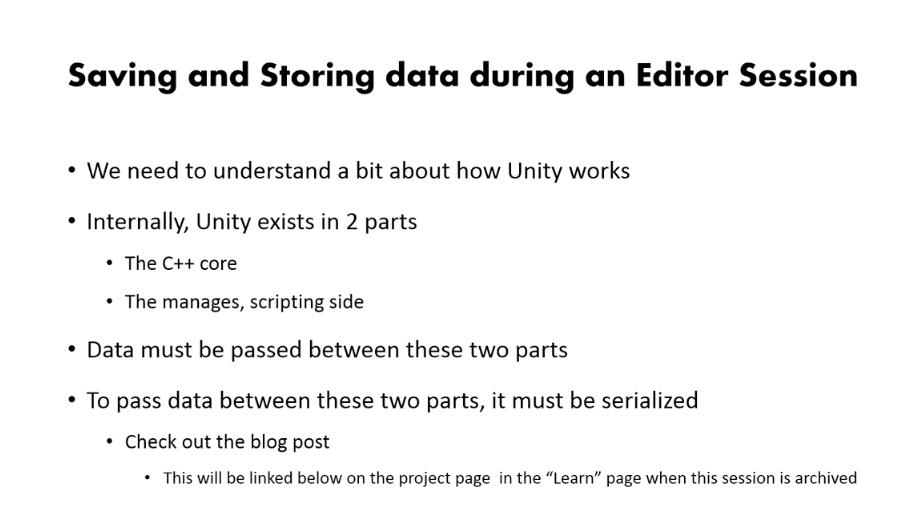 Saving and Storing data during an Editor Session
• We need to understand a bit about how Unity works
• Internally, Unity exists in 2 parts
• The C++ core
• The manages, scripting side
• Data must be passed between these two parts
• To pass data between these two parts, it must be serialized
• Check out the blog post
• This will be linked below on the project page in the “Learn” page when this session is archived